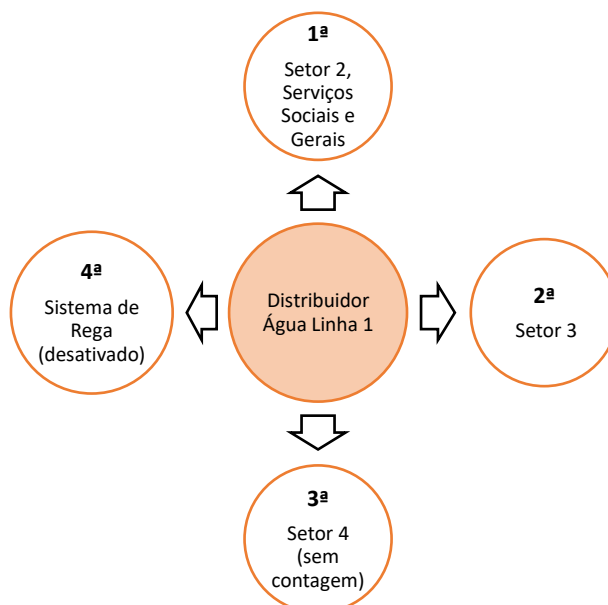 1ª
Setor 2,
Serviços
Sociais e
Gerais
4ª
Sistema de
Rega
(desativado)
Distribuidor
Água Linha 1
2ª
Setor 3
3ª
Setor 4
(sem
contagem)